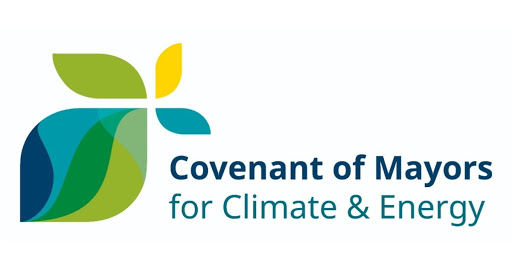 Covenant of Mayors
for Climate & Energy